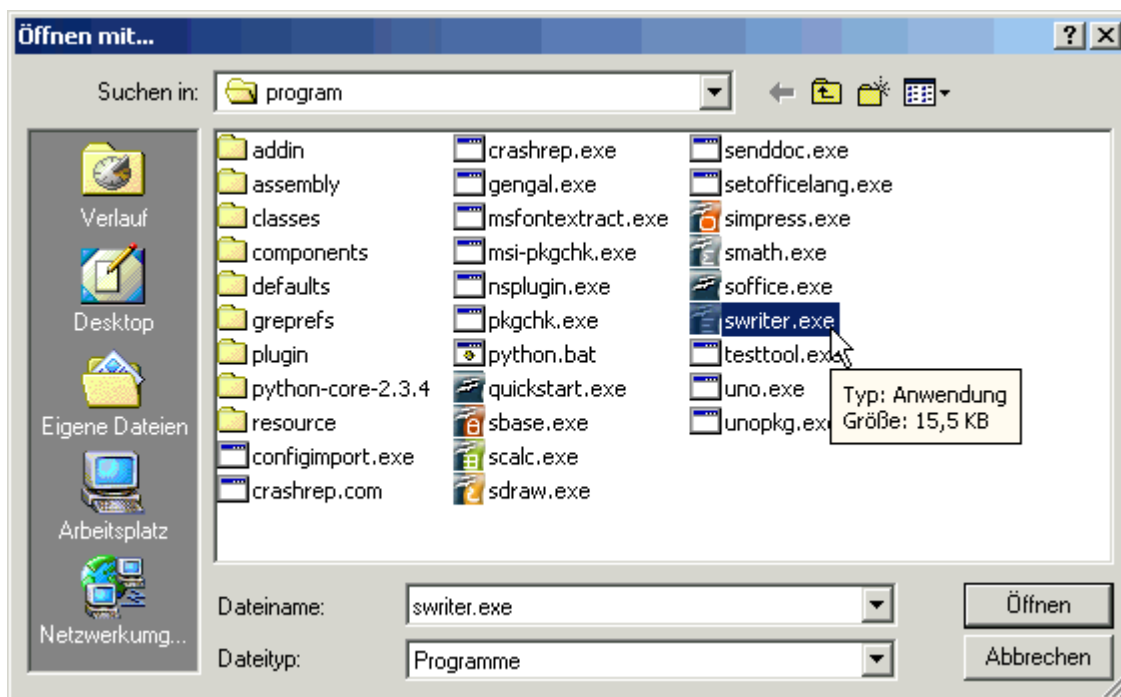 Öffnen mit...
Suchen in: program
Verlauf
Desktop
Eigene Dateien
Arbeitsplatz
Netzwerkumg...
addin
assembly
classes
components
defaults
greprefs
plugin
python-core-2.3.4
resource
configimport.exe
crashrep.com
crashrep.exe
gengal.exe
msfontextract.exe
msi-pkgchk.exe
nsplugin.exe
pkgchk.exe
python.bat
quickstart.exe
sbase.exe
scalc.exe
sdraw.exe
senddoc.exe
setofficelang.exe
simpress.exe
smath.exe
soffice.exe
swriter.exe
testtool.exe
uno.exe
unopkg.exe
Typ: Anwendung
Größe: 15,5 KB
Dateiname: swriter.exe Öffnen
Dateityp: Programme Abbrechen